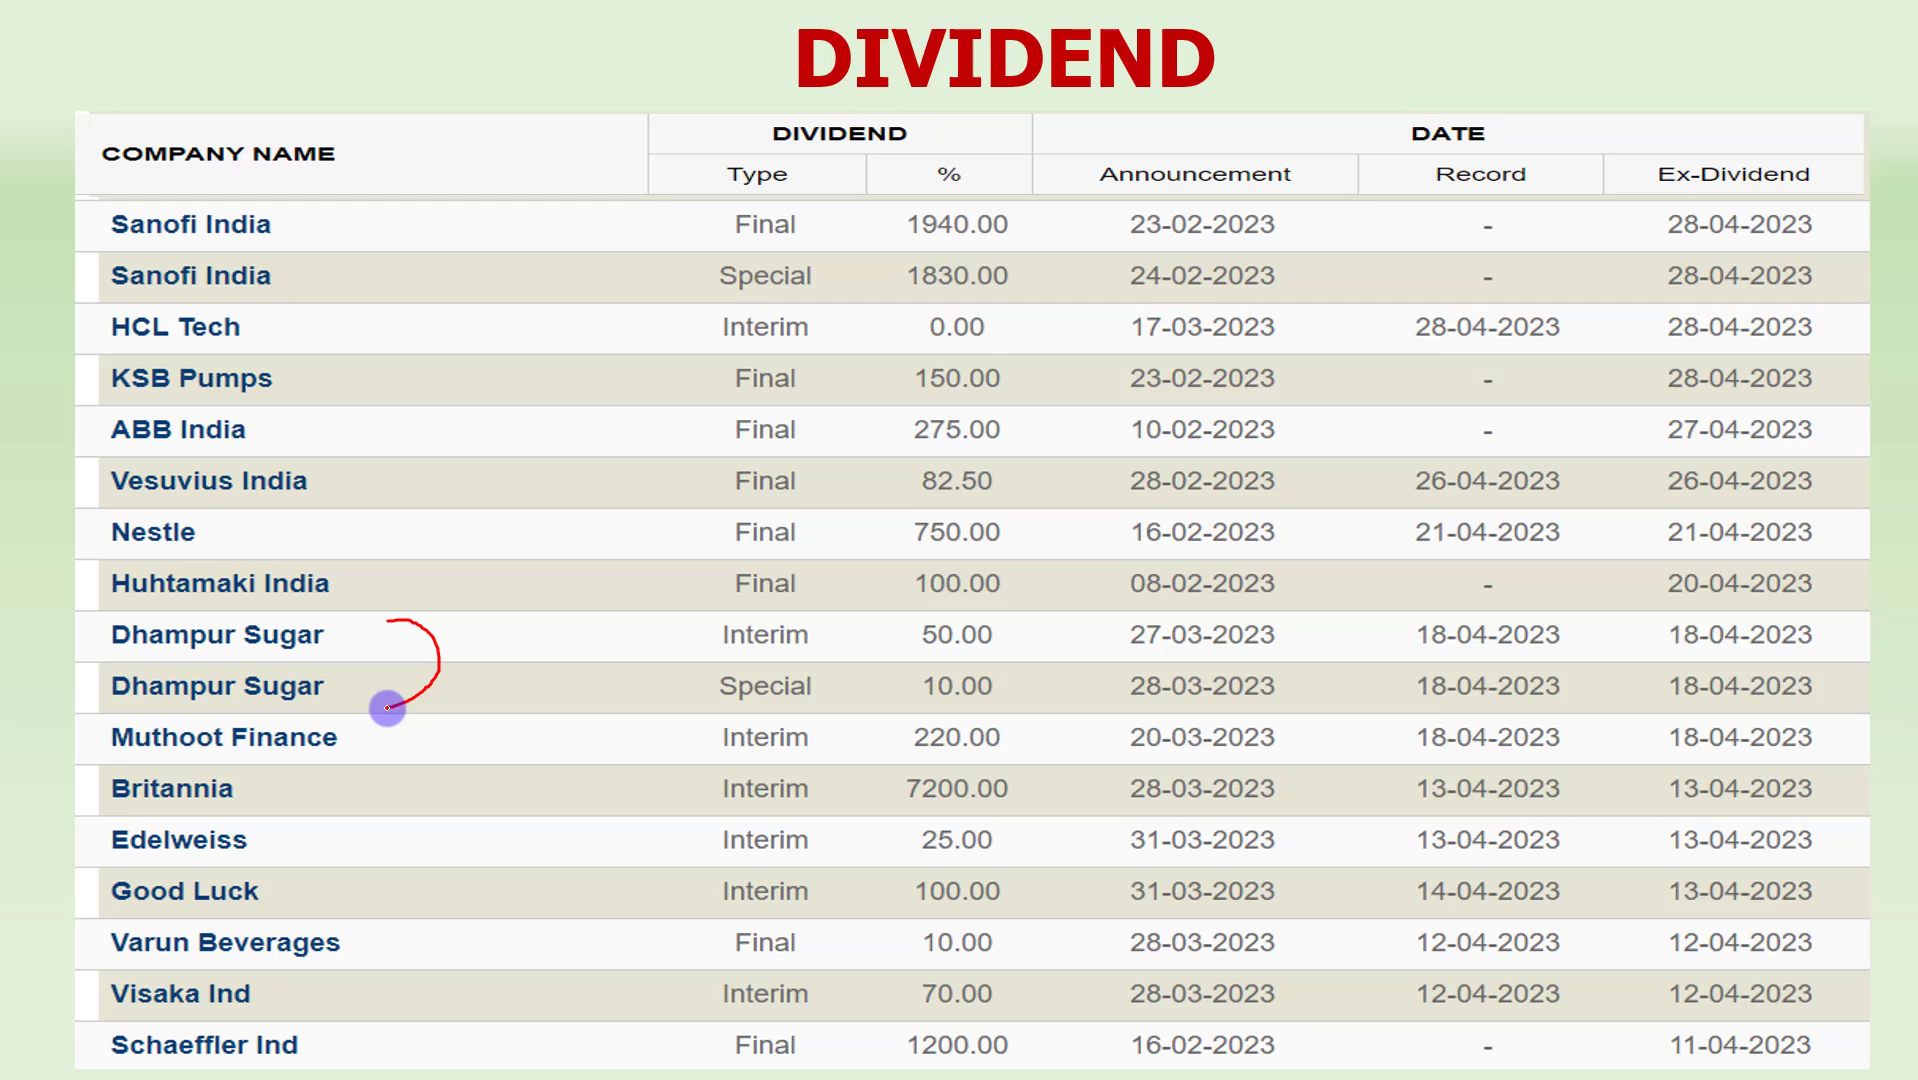 DIVIDEND
COMPANY NAME DIVIDEND DATE
Type % Announcement Record Ex-Dividend
Sanofi India Final 1940.00 23-02-2023 - 28-04-2023
Sanofi India Special 1830.00 24-02-2023 - 28-04-2023
HCL Tech Interim 0.00 17-03-2023 28-04-2023 28-04-2023
KSB Pumps Final 150.00 23-02-2023 - 28-04-2023
ABB India Final 275.00 10-02-2023 - 27-04-2023
Vesuvius India Final 82.50 28-02-2023 26-04-2023 26-04-2023
Nestle Final 750.00 16-02-2023 21-04-2023 21-04-2023
Huhtamaki India Final 100.00 08-02-2023 - 20-04-2023
Dhampur Sugar Interim 50.00 27-03-2023 18-04-2023 18-04-2023
Dhampur Sugar Special 10.00 28-03-2023 18-04-2023 18-04-2023
Muthoot Finance Interim 220.00 20-03-2023 18-04-2023 18-04-2023
Britannia Interim 7200.00 28-03-2023 13-04-2023 13-04-2023
Edelweiss Interim 25.00 31-03-2023 13-04-2023 13-04-2023
Good Luck Interim 100.00 31-03-2023 14-04-2023 13-04-2023
Varun Beverages Final 10.00 28-03-2023 12-04-2023 12-04-2023
Visaka Ind Interim 70.00 28-03-2023 12-04-2023 12-04-2023
Schaeffler Ind Final 1200.00 16-02-2023 - 11-04-2023